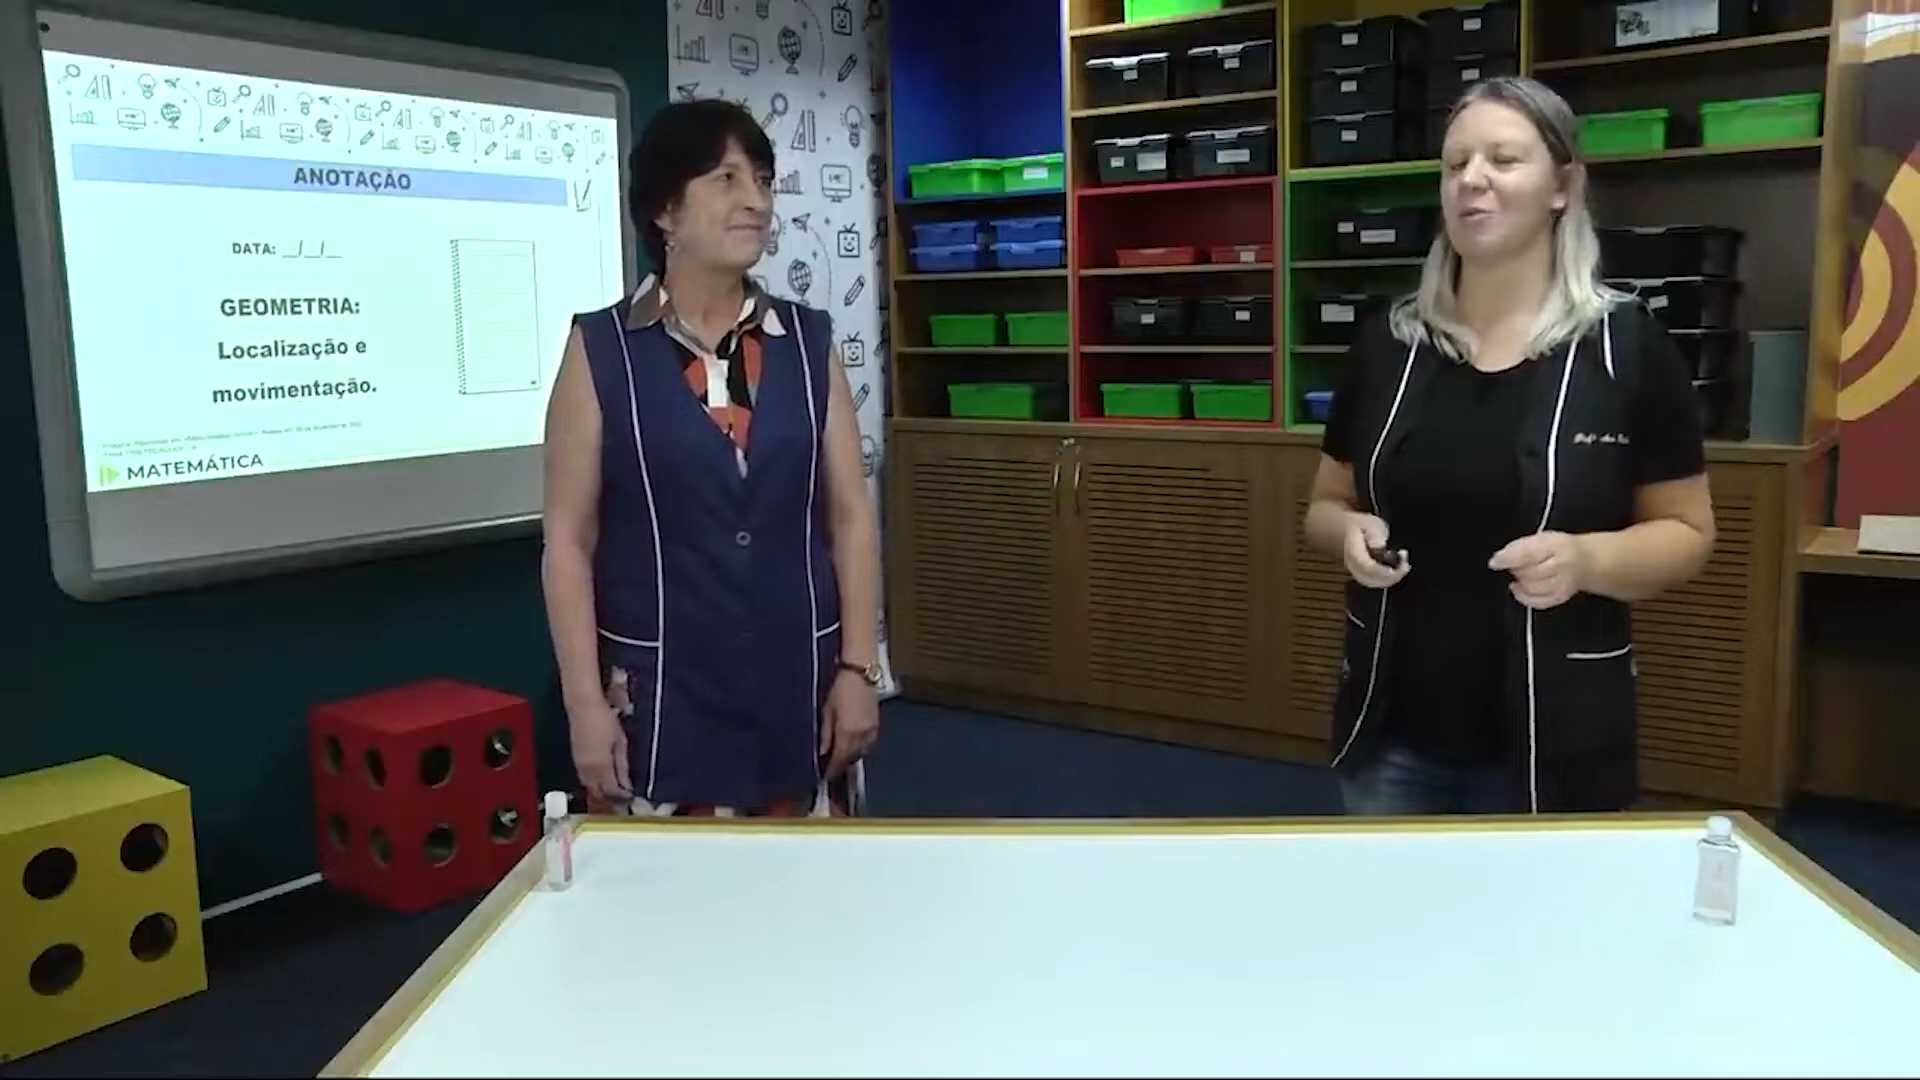 ANOTAÇÃO
DATA: __/__/__
GEOMETRIA:
Localização e
movimentação.
MATEMÁTICA